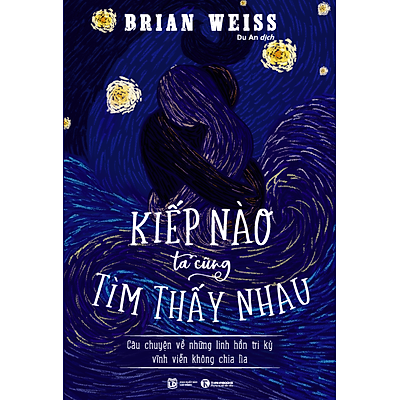 BRIAN WEISS
Du An dịch
KIẾP NÀO
ta cũng
TÌM THẤY NHAU
Câu chuyện về những linh hồn tri kỷ
vĩnh viễn không chia lìa